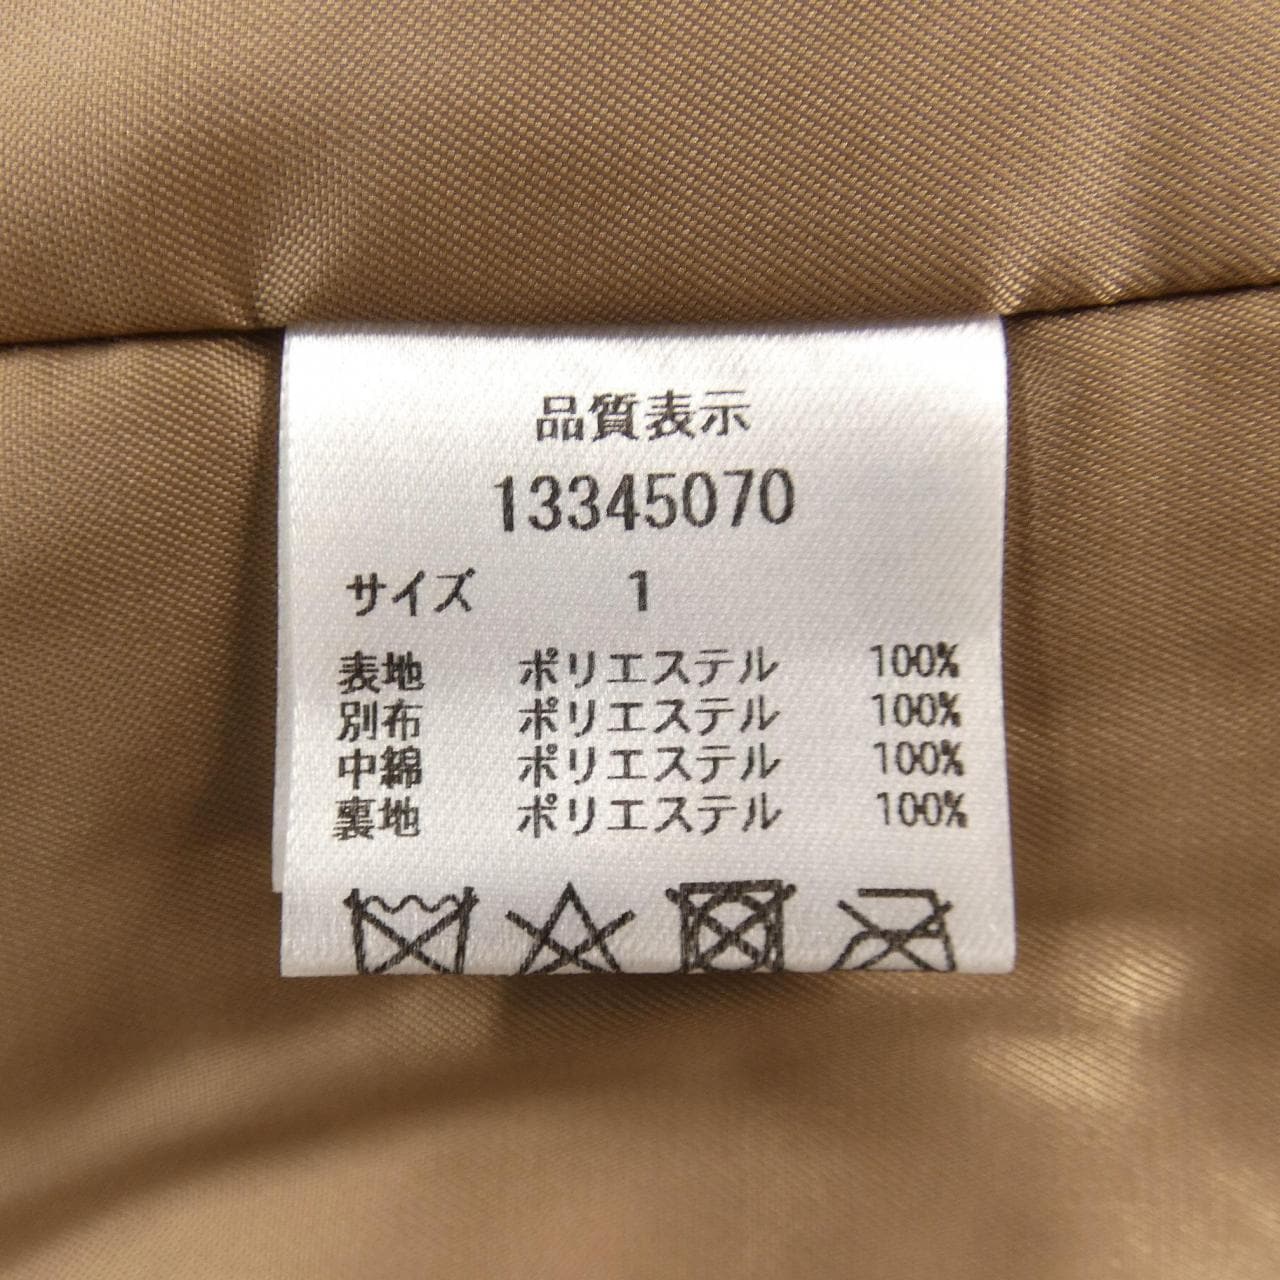 品質表示
13345070
サイズ 1
表地 ポリエステル 100%
別布 ポリエステル 100%
中綿 ポリエステル 100%
裏地 ポリエステル 100%